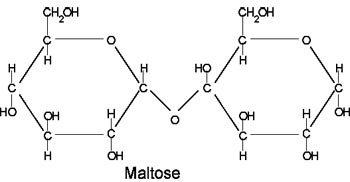 CH₂OH CH₂OH
C O C O
H H
H H HO H
C C C C
HO OH H OH H OH
O
C C C C
H OH H OH
Maltose